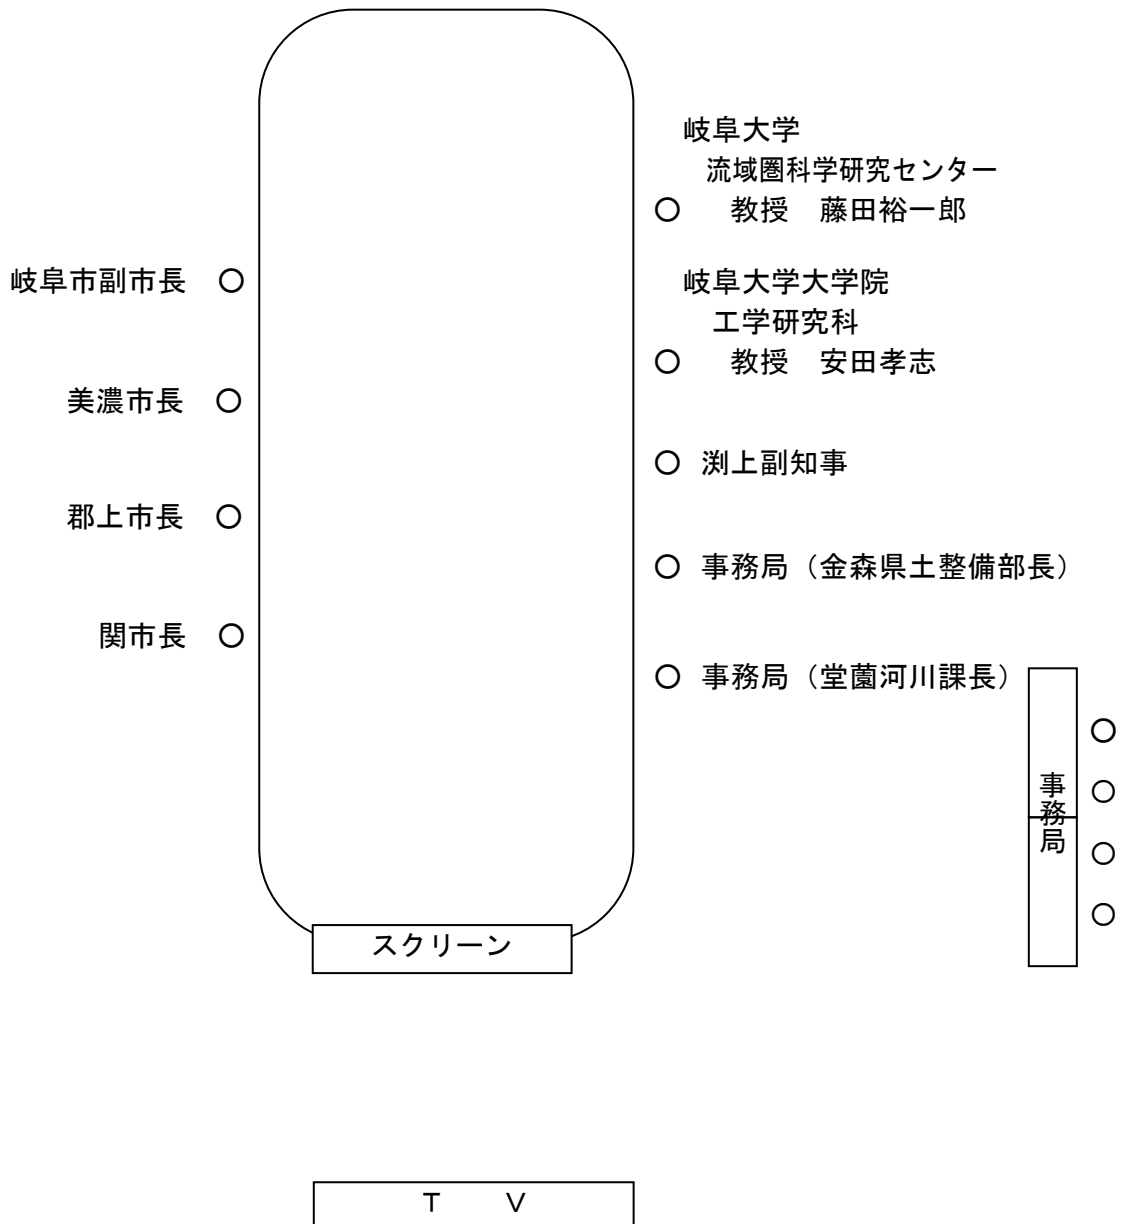 岐阜大学
流域圏科学研究センター
○ 教授 藤田裕一郎
岐阜市副市長 ○
岐阜大学大学院
工学研究科
○ 教授 安田孝志
美濃市長 ○
○ 渕上副知事
郡上市長 ○
○ 事務局（金森県土整備部長）
関市長 ○
○ 事務局（堂薗河川課長）
事務局
○
○
○
○
スクリーン
T V